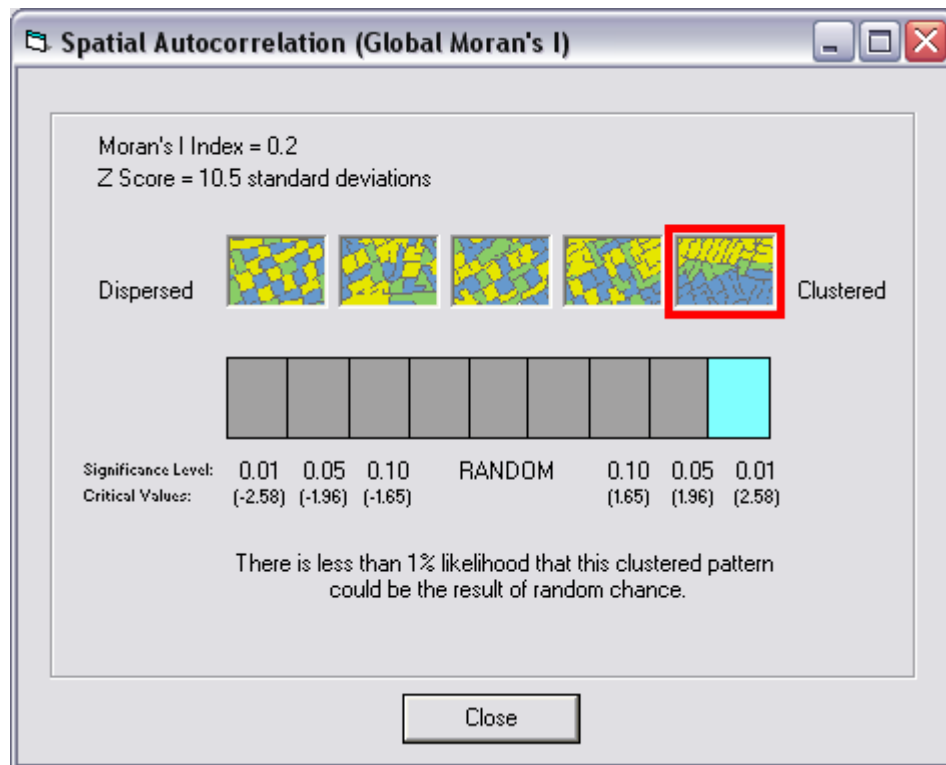 Spatial Autocorrelation (Global Moran's I)
Moran's I Index = 0.2
Z Score = 10.5 standard deviations
Dispersed
Clustered
Significance Level: 0.01 0.05 0.10 RANDOM 0.10 0.05 0.01
Critical Values: (-2.58) (-1.96) (-1.65) (1.65) (1.96) (2.58)
There is less than 1% likelihood that this clustered pattern
could be the result of random chance.
Close